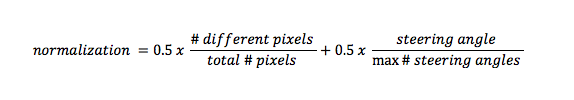 normalization = 0.5 x # different pixels / total # pixels + 0.5 x steering angle / max # steering angles